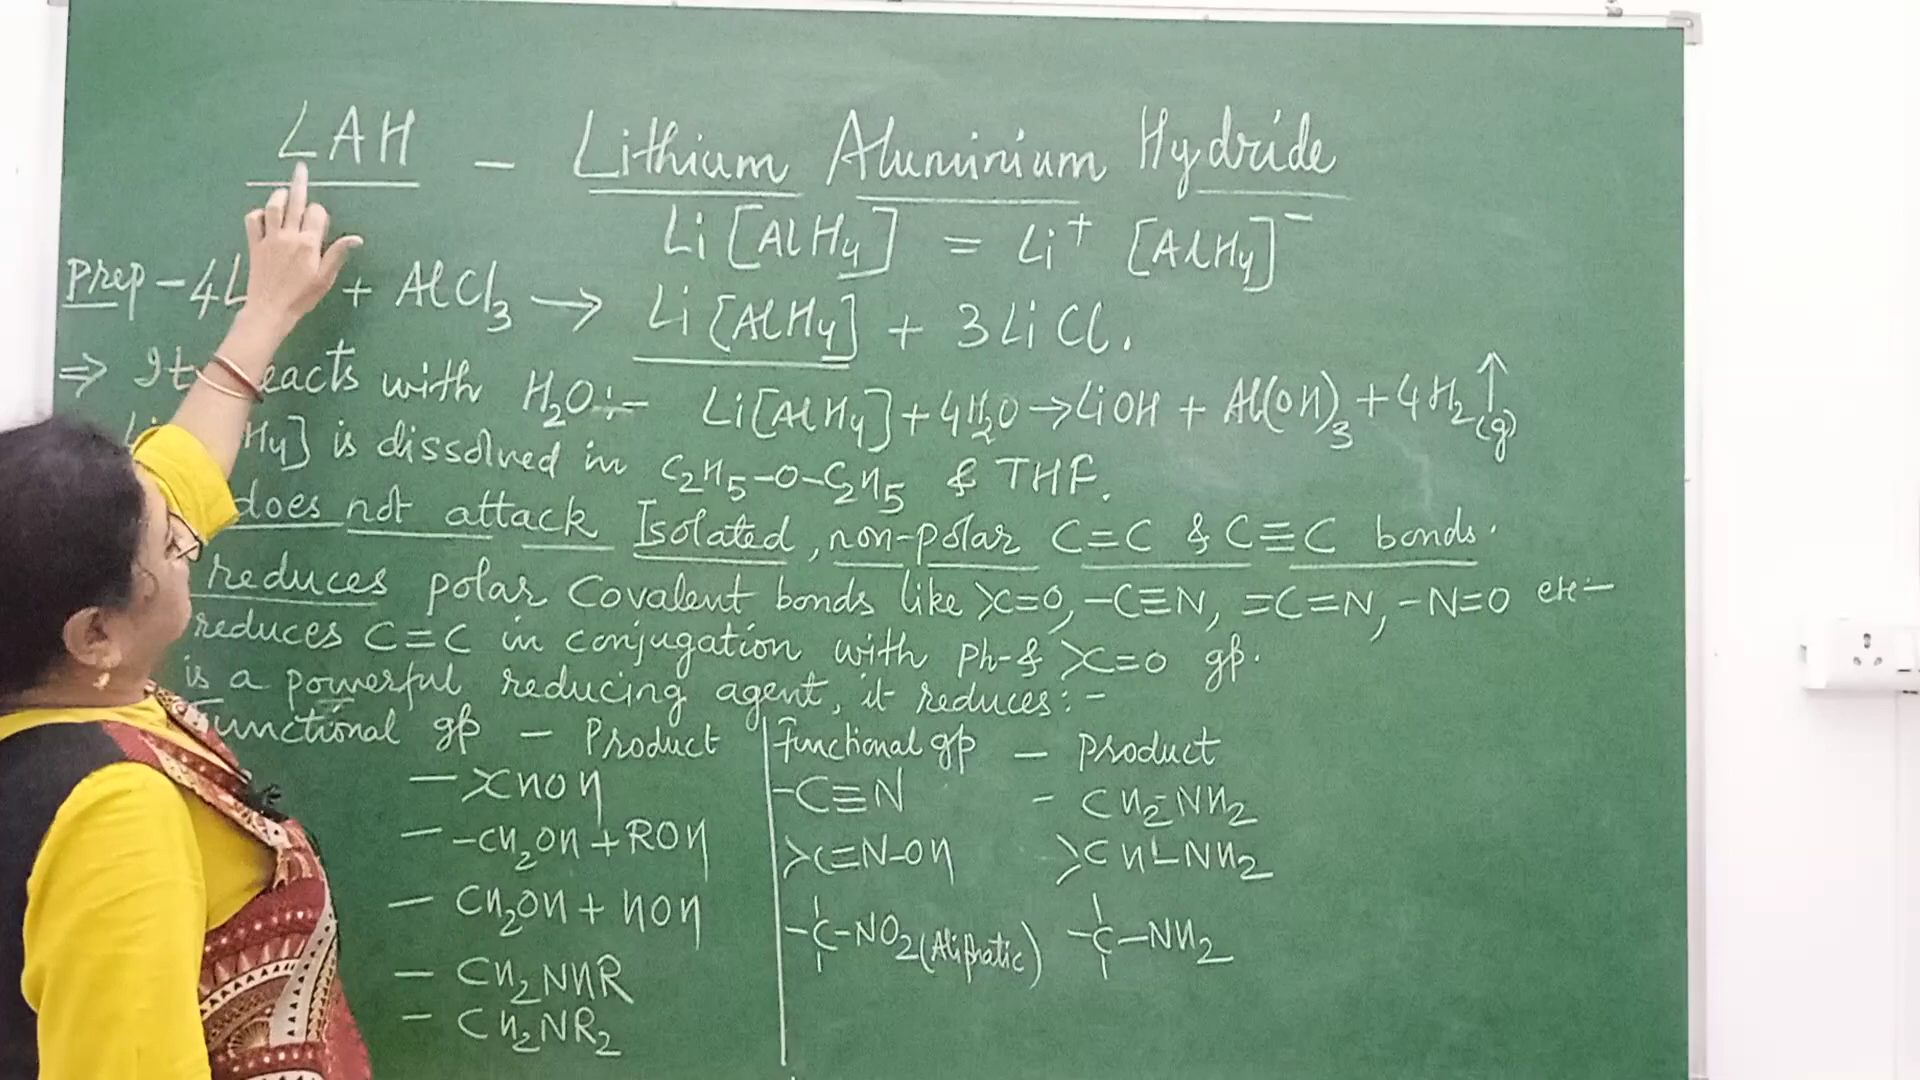 LAH - Lithium Aluminium Hydride
Li [AlH4] = Li+ [AlH4]-
Prep - 4L + AlCl3 → Li [AlH4] + 3LiCl.
⇒ It reacts with H2O:- Li[AlH4] + 4H2O → LiOH + Al(OH)3 + 4H2↑(g)
H4] is dissolved in C2H5-O-C2H5 & THF.
does not attack Isolated, non-polar C=C & C≡C bonds.
reduces polar Covalent bonds like >C=O, -C≡N, =C=N, -N=O etc-
reduces C=C in conjugation with ph- & >C=O gp.
is a powerful reducing agent, it reduces:-
Functional gp - Product
- >CHOH
- -CH2OH + ROH
- CH2OH + HOH
- CH2NHR
- CH2NR2
Functional gp - product
-C≡N - CH2-NH2
>C=N-OH >CH-NH2
-C-NO2 (Aliphatic) -C-NH2